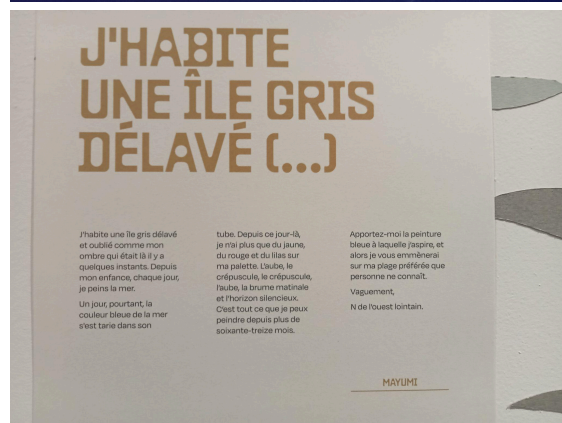 J'HABITE
UNE ÎLE GRIS
DÉLAVÉ (...)
J'habite une île gris délavé
et oublié comme mon
ombre qui était là il y a
quelques instants. Depuis
mon enfance, chaque jour,
je peins la mer.
Un jour, pourtant, la
couleur bleue de la mer
s'est tarie dans son
tube. Depuis ce jour-là,
je n'ai plus que du jaune,
du rouge et du lilas sur
ma palette. L'aube, le
crépuscule, le crépuscule,
l'aube, la brume matinale
et l'horizon silencieux.
C'est tout ce que je peux
peindre depuis plus de
soixante-treize mois.
Apportez-moi la peinture
bleue à laquelle j'aspire, et
alors je vous emmènerai
sur ma plage préférée que
personne ne connaît.
Vaguement,
N de l'ouest lointain.
MAYUMI